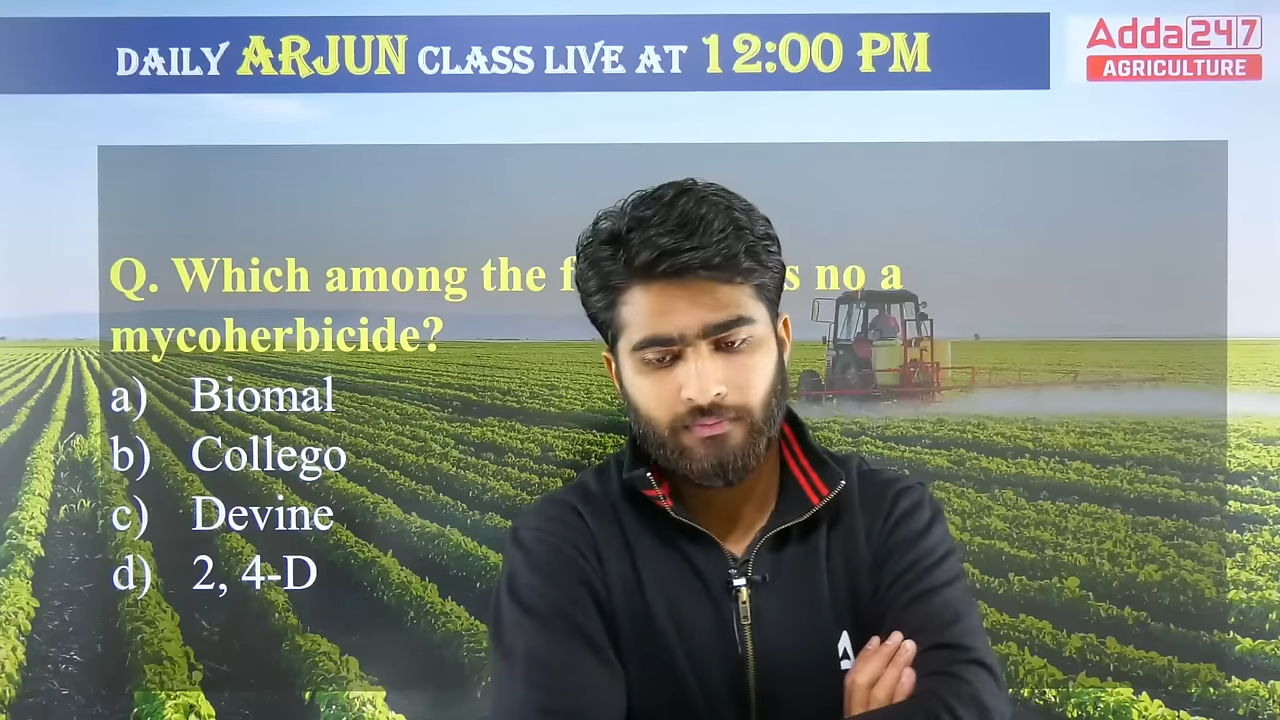 DAILY ARJUN CLASS LIVE AT 12:00 PM
Adda247
AGRICULTURE
Q. Which among the no a
mycoherbicide?
a) Biomal
b) Collego
c) Devine
d) 2, 4-D